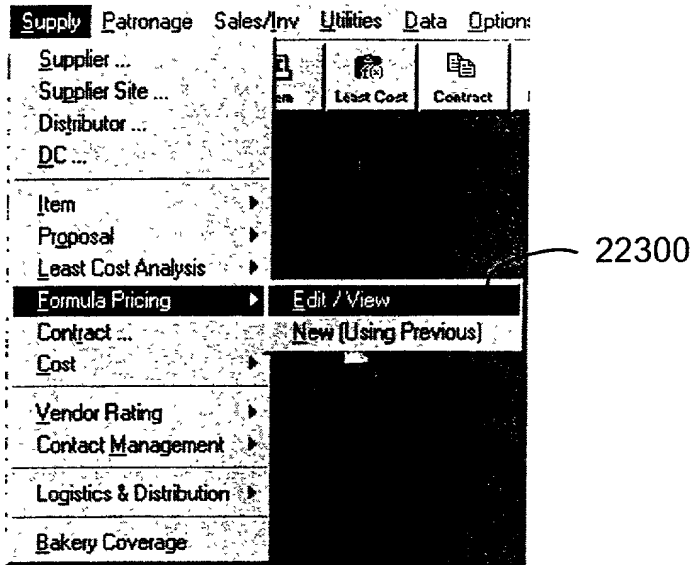 Supply Patronage Sales/Inv Utilities Data Options
Supplier ...
Supplier Site ...
Distributor ...
DC ...
Least Cost Contract
Item
Proposal
Least Cost Analysis
Formula Pricing
Contract ...
Cost
Edit / View
New (Using Previous)
22300
Vendor Rating
Contact Management
Logistics & Distribution
Bakery Coverage